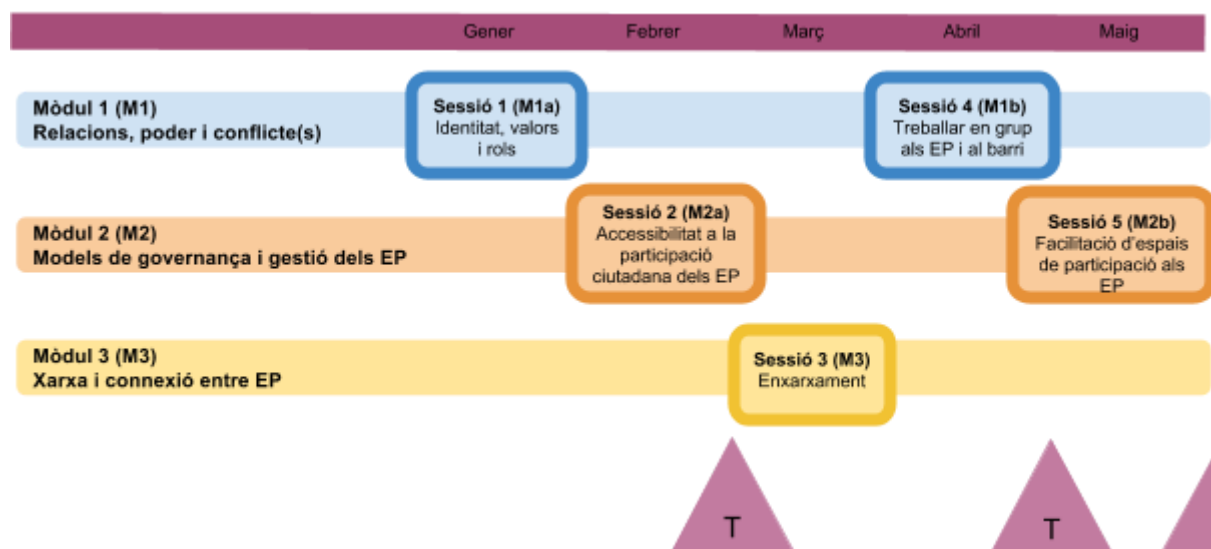 Gener Febrer Març Abril Maig
Mòdul 1 (M1)
Relacions, poder i conflicte(s)
Sessió 1 (M1a)
Identitat, valors
i rols
Sessió 4 (M1b)
Treballar en grup
als EP i al barri
Mòdul 2 (M2)
Models de governança i gestió dels EP
Sessió 2 (M2a)
Accessibilitat a la
participació
ciutadana dels EP
Sessió 5 (M2b)
Facilitació d'espais
de participació als
EP
Mòdul 3 (M3)
Xarxa i connexió entre EP
Sessió 3 (M3)
Enxarxament
T
T